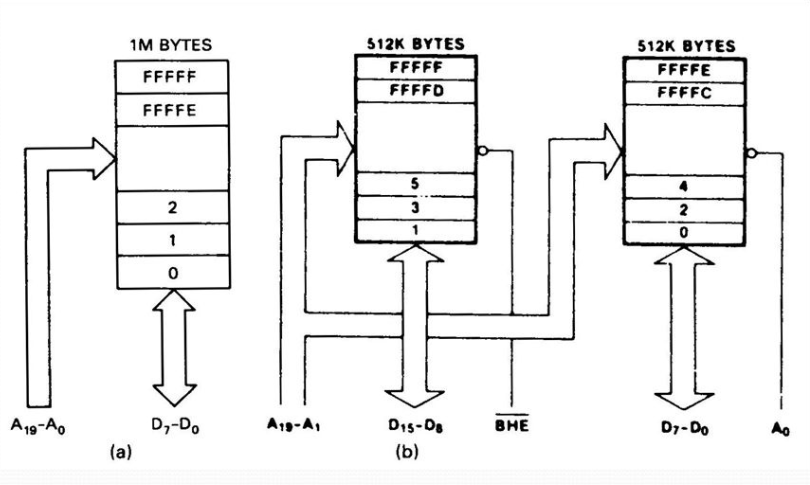 1M BYTES
FFFFF
FFFFE
2
1
0
A19-A0
D7-D0
(a)
512K BYTES
FFFFF
FFFFD
5
3
1
A19-A1
D15-D8
BHE
(b)
512K BYTES
FFFFE
FFFFC
4
2
0
D7-D0
A0